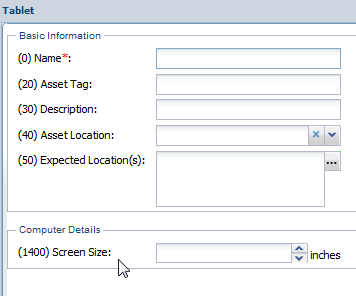 Tablet
Basic Information
(0) Name*:
(20) Asset Tag:
(30) Description:
(40) Asset Location:
(50) Expected Location(s):
...
Computer Details
(1400) Screen Size: inches